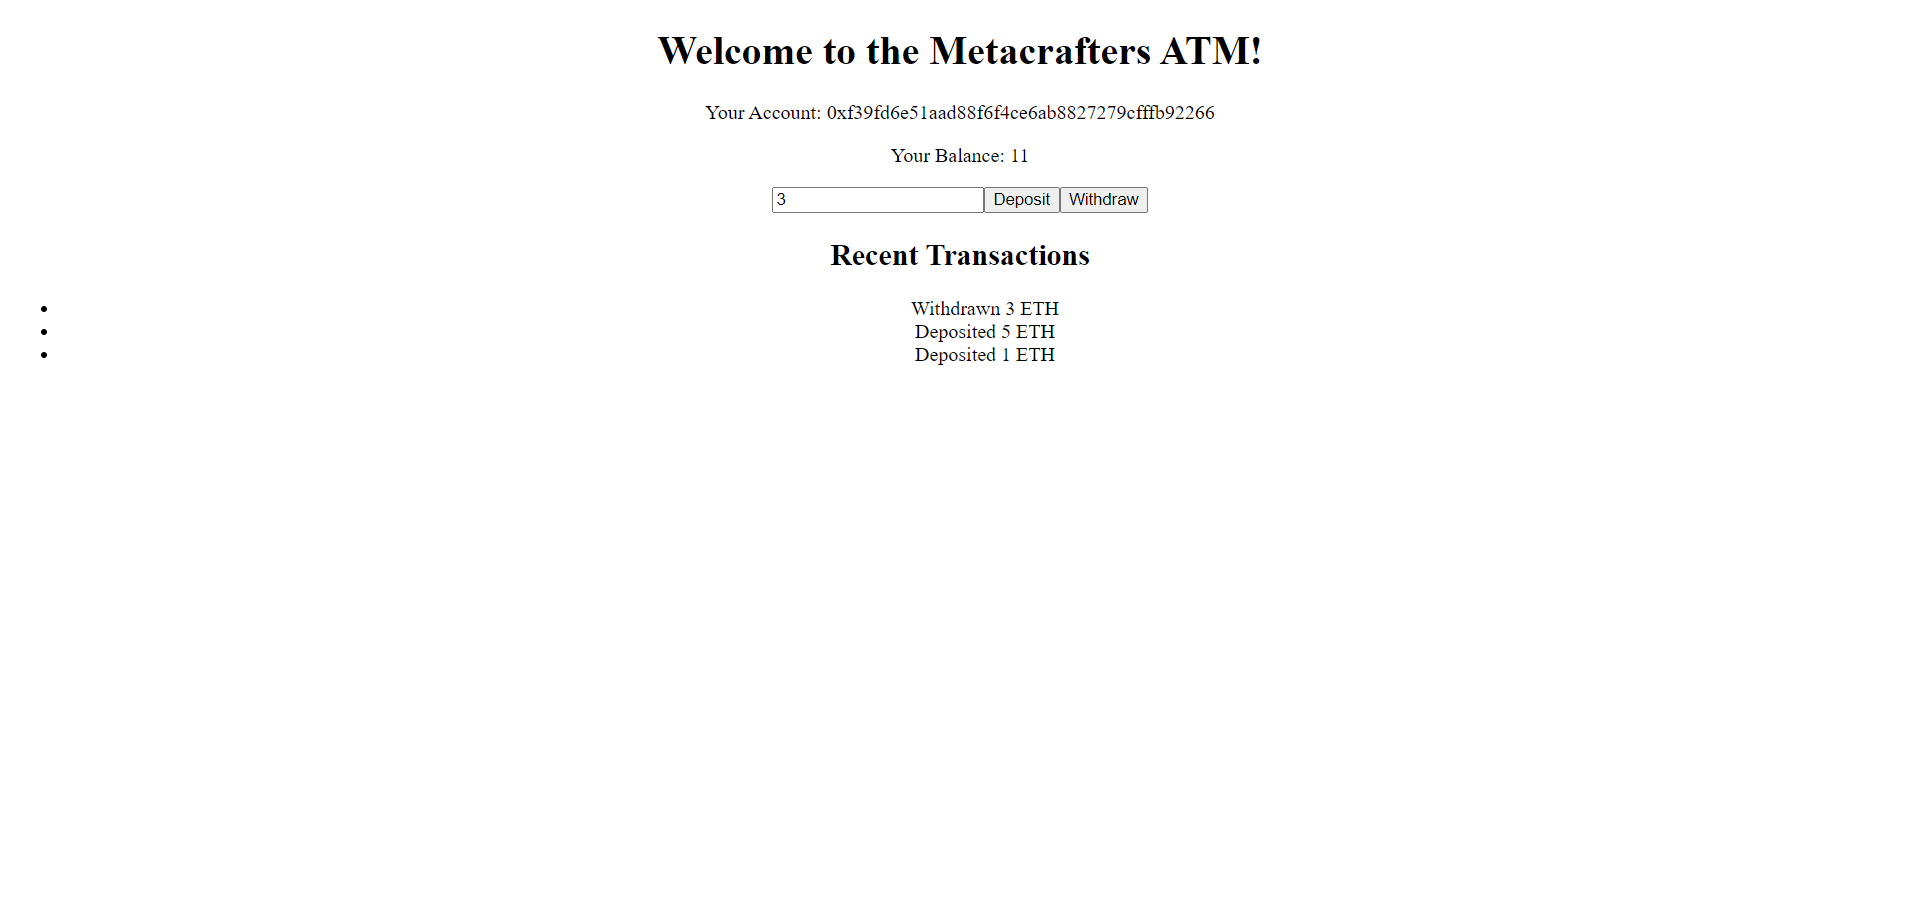 Welcome to the Metacrafters ATM!
Your Account: 0xf39fd6e51aad88f6f4ce6ab8827279cfffb92266
Your Balance: 11
3 Deposit Withdraw
Recent Transactions
Withdrawn 3 ETH
Deposited 5 ETH
Deposited 1 ETH